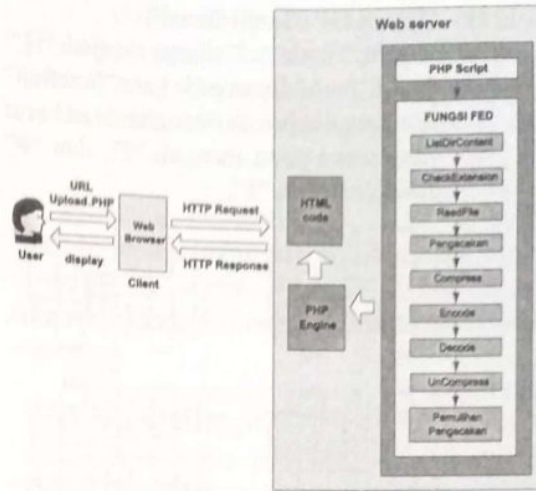 Web server
PHP Script
FUNGSI FED
ListDirContent
CheckExtension
ReadFile
Pengacakan
Compress
Encode
Decode
UnCompress
Pemulihan
Pengacakan
URL
Upload.PHP
display
User
Web
Browser
Client
HTTP Request
HTTP Response
HTML
code
PHP
Engine